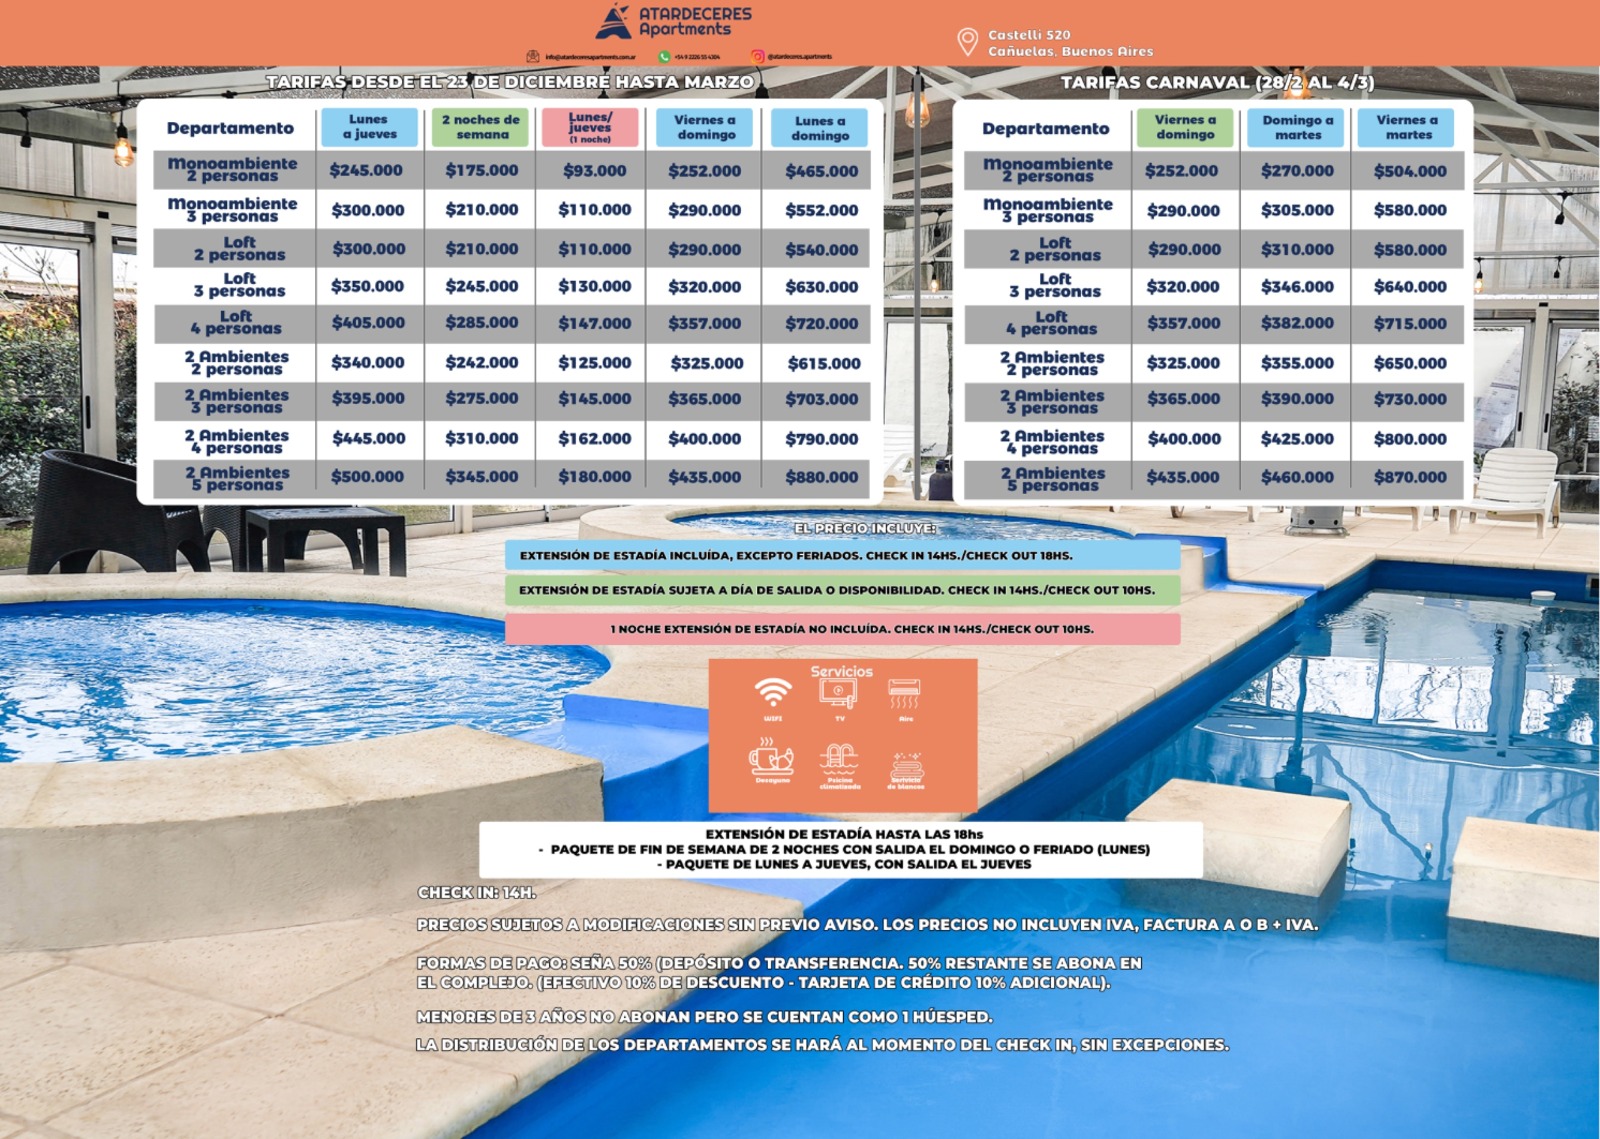 ATARDECERES
Apartments
info@atardeceresapartments.com.ar
+54 9 2226 55 4304
@atardeceres.apartments
Castelli 520
Cañuelas, Buenos Aires
TARIFAS DESDE EL 23 DE DICIEMBRE HASTA MARZO
Departamento
Lunes
a jueves
2 noches de
semana
Lunes/
jueves
(1 noche)
Viernes a
domingo
Lunes a
domingo
Monoambiente
2 personas
$245.000
$175.000
$93.000
$252.000
$465.000
Monoambiente
3 personas
$300.000
$210.000
$110.000
$290.000
$552.000
Loft
2 personas
$300.000
$210.000
$110.000
$290.000
$540.000
Loft
3 personas
$350.000
$245.000
$130.000
$320.000
$630.000
Loft
4 personas
$405.000
$285.000
$147.000
$357.000
$720.000
2 Ambientes
2 personas
$340.000
$242.000
$125.000
$325.000
$615.000
2 Ambientes
3 personas
$395.000
$275.000
$145.000
$365.000
$703.000
2 Ambientes
4 personas
$445.000
$310.000
$162.000
$400.000
$790.000
2 Ambientes
5 personas
$500.000
$345.000
$180.000
$435.000
$880.000
TARIFAS CARNAVAL (28/2 AL 4/3)
Departamento
Viernes a
domingo
Domingo a
martes
Viernes a
martes
Monoambiente
2 personas
$252.000
$270.000
$504.000
Monoambiente
3 personas
$290.000
$305.000
$580.000
Loft
2 personas
$290.000
$310.000
$580.000
Loft
3 personas
$320.000
$346.000
$640.000
Loft
4 personas
$357.000
$382.000
$715.000
2 Ambientes
2 personas
$325.000
$355.000
$650.000
2 Ambientes
3 personas
$365.000
$390.000
$730.000
2 Ambientes
4 personas
$400.000
$425.000
$800.000
2 Ambientes
5 personas
$435.000
$460.000
$870.000
EL PRECIO INCLUYE:
EXTENSIÓN DE ESTADÍA INCLUÍDA, EXCEPTO FERIADOS. CHECK IN 14HS./CHECK OUT 18HS.
EXTENSIÓN DE ESTADÍA SUJETA A DÍA DE SALIDA O DISPONIBILIDAD. CHECK IN 14HS./CHECK OUT 10HS.
1 NOCHE EXTENSIÓN DE ESTADÍA NO INCLUÍDA. CHECK IN 14HS./CHECK OUT 10HS.
Servicios
WIFI
TV
Aire
Desayuno
Psicina
climatizada
Servicio
de blancos
EXTENSIÓN DE ESTADÍA HASTA LAS 18hs
- PAQUETE DE FIN DE SEMANA DE 2 NOCHES CON SALIDA EL DOMINGO O FERIADO (LUNES)
- PAQUETE DE LUNES A JUEVES, CON SALIDA EL JUEVES
CHECK IN: 14H.
PRECIOS SUJETOS A MODIFICACIONES SIN PREVIO AVISO. LOS PRECIOS NO INCLUYEN IVA, FACTURA A O B + IVA.
FORMAS DE PAGO: SEÑA 50% (DEPÓSITO O TRANSFERENCIA. 50% RESTANTE SE ABONA EN
EL COMPLEJO. (EFECTIVO 10% DE DESCUENTO - TARJETA DE CRÉDITO 10% ADICIONAL).
MENORES DE 3 AÑOS NO ABONAN PERO SE CUENTAN COMO 1 HÚESPED.
LA DISTRIBUCIÓN DE LOS DEPARTAMENTOS SE HARÁ AL MOMENTO DEL CHECK IN, SIN EXCEPCIONES.